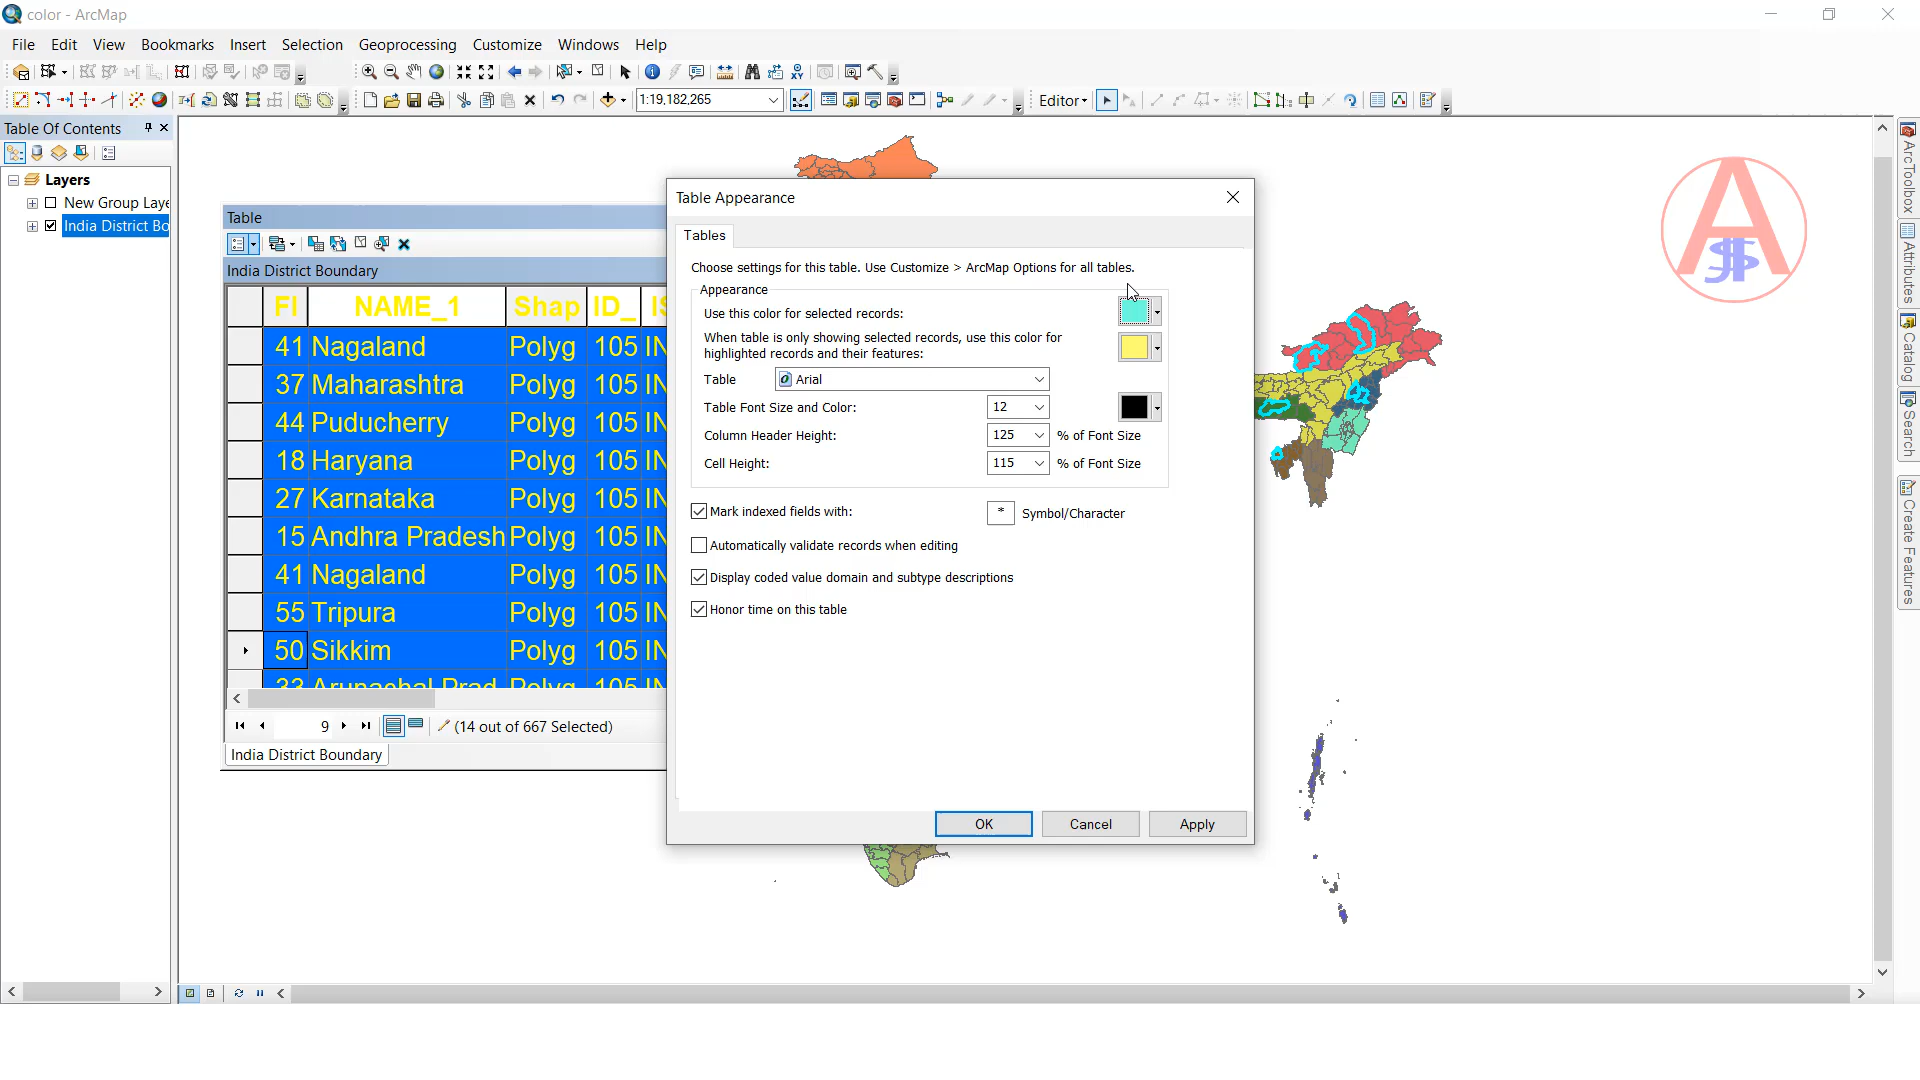 color - ArcMap
File Edit View Bookmarks Insert Selection Geoprocessing Customize Windows Help
1:19,182,265
Editor
Table Of Contents
Layers
New Group Laye
India District Bo
Table
India District Boundary
FI NAME_1 Shap ID_ IS
41 Nagaland Polyg 105 IN
37 Maharashtra Polyg 105 IN
44 Puducherry Polyg 105 IN
18 Haryana Polyg 105 IN
27 Karnataka Polyg 105 IN
15 Andhra Pradesh Polyg 105 IN
41 Nagaland Polyg 105 IN
55 Tripura Polyg 105 IN
50 Sikkim Polyg 105 IN
33 Arunachal Prad Polyg 105 IN
9 (14 out of 667 Selected)
India District Boundary
Table Appearance
Tables
Choose settings for this table. Use Customize > ArcMap Options for all tables.
Appearance
Use this color for selected records:
When table is only showing selected records, use this color for
highlighted records and their features:
Table Arial
Table Font Size and Color: 12
Column Header Height: 125 % of Font Size
Cell Height: 115 % of Font Size
Mark indexed fields with: * Symbol/Character
Automatically validate records when editing
Display coded value domain and subtype descriptions
Honor time on this table
OK Cancel Apply
ArcToolbox
Attributes
Catalog
Search
Create Features